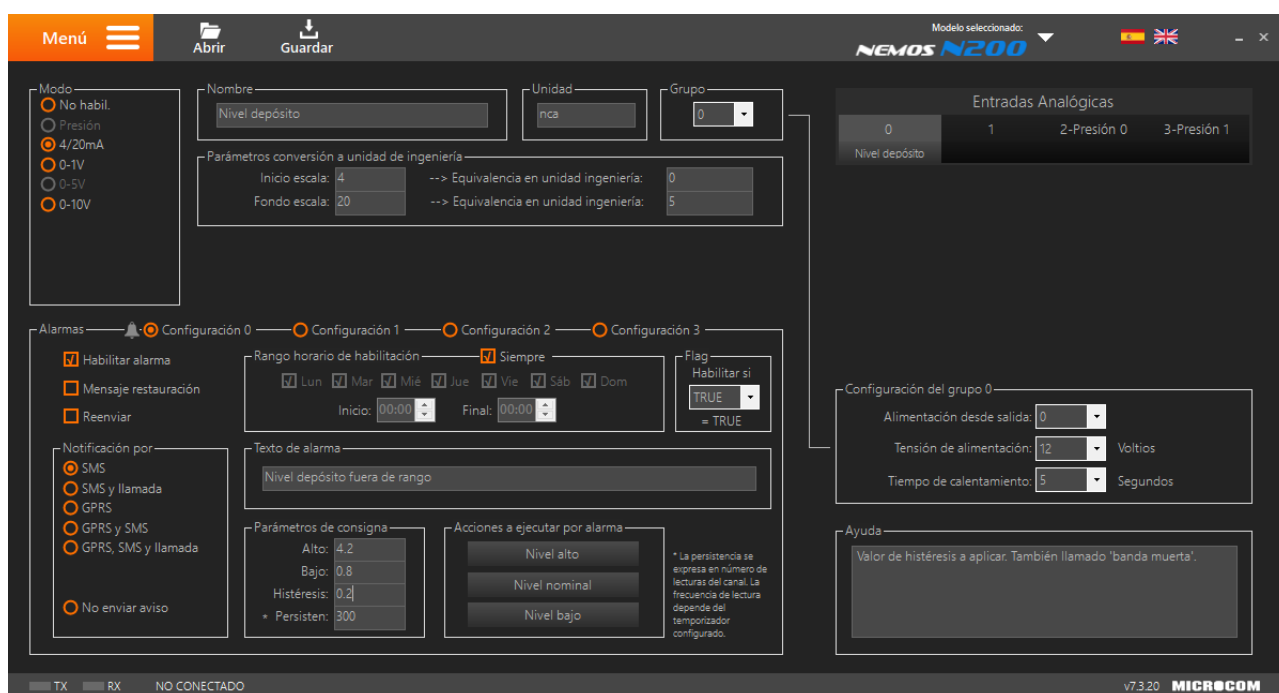 Menú
Abrir
Guardar
Modelo seleccionado:
NEMOS N200
Modo
No habil.
Presión
4/20mA
0-1V
0-5V
0-10V
Nombre
Nivel depósito
Unidad
nca
Grupo
0
Parámetros conversión a unidad de ingeniería
Inicio escala: 4 --> Equivalencia en unidad ingeniería: 0
Fondo escala: 20 --> Equivalencia en unidad ingeniería: 5
Entradas Analógicas
0 1 2-Presión 0 3-Presión 1
Nivel depósito
Alarmas Configuración 0 Configuración 1 Configuración 2 Configuración 3
Habilitar alarma
Mensaje restauración
Reenviar
Rango horario de habilitación Siempre
Lun Mar Mié Jue Vie Sáb Dom
Inicio: 00:00 Final: 00:00
Flag
Habilitar si
TRUE
= TRUE
Notificación por
SMS
SMS y llamada
GPRS
GPRS y SMS
GPRS, SMS y llamada
No enviar aviso
Texto de alarma
Nivel depósito fuera de rango
Parámetros de consigna
Alto: 4.2
Bajo: 0.8
Histéresis: 0.2
* Persisten: 300
Acciones a ejecutar por alarma
Nivel alto
Nivel nominal
Nivel bajo
* La persistencia se
expresa en número de
lecturas del canal. La
frecuencia de lectura
depende del
temporizador
configurado.
Configuración del grupo 0
Alimentación desde salida: 0
Tensión de alimentación: 12 Voltios
Tiempo de calentamiento: 5 Segundos
Ayuda
Valor de histéresis a aplicar. También llamado 'banda muerta'.
TX RX NO CONECTADO
v7.3.20 MICROCOM